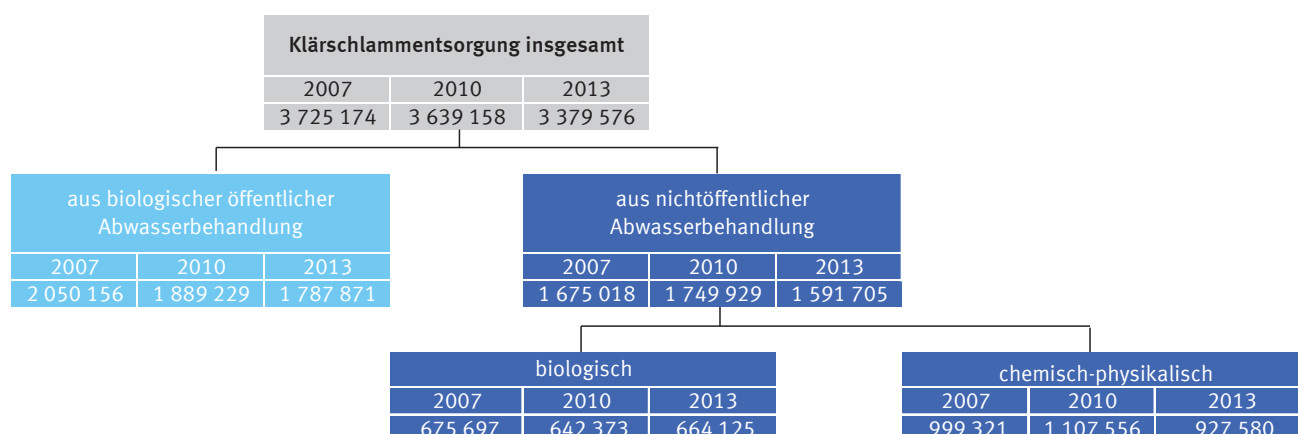 Klärschlammentsorgung insgesamt
2007 2010 2013
3 725 174 3 639 158 3 379 576
aus biologischer öffentlicher
Abwasserbehandlung
2007 2010 2013
2 050 156 1 889 229 1 787 871
aus nichtöffentlicher
Abwasserbehandlung
2007 2010 2013
1 675 018 1 749 929 1 591 705
biologisch
2007 2010 2013
675 697 642 373 664 125
chemisch-physikalisch
2007 2010 2013
999 321 1 107 556 927 580